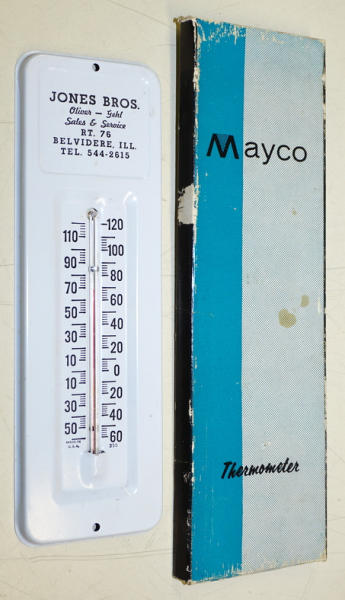 JONES BROS.
Oliver — Gehl
Sales & Service
RT. 76
BELVIDERE, ILL.
TEL. 544-2615
120
110
100
90
80
70
60
50
40
30
20
10
0
10
20
30
40
50
60
U.S.A.
Mayco
Thermometer